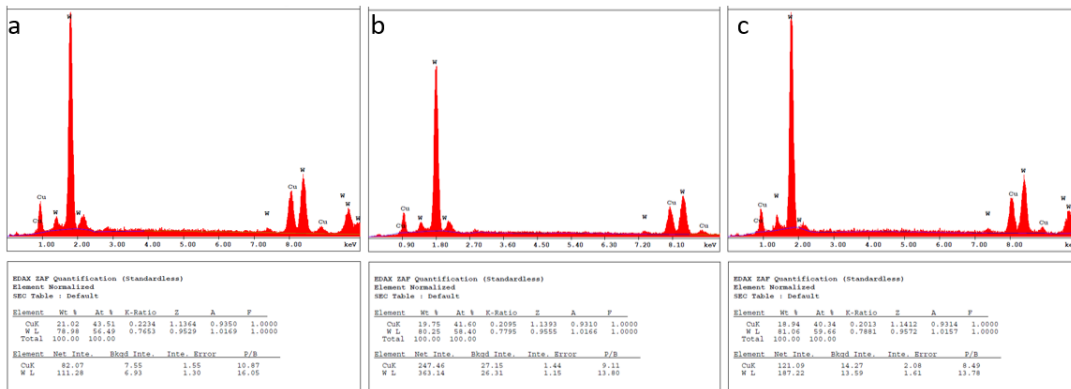 a
W
Cu
Cu
W
W
Cu
W
W
Cu
W
W
1.00 2.00 3.00 4.00 5.00 6.00 7.00 8.00 keV
EDAX ZAF Quantification (Standardless)
Element Normalized
SEC Table : Default
Element Wt % At % K-Ratio Z A F
CuK 21.02 43.51 0.2234 1.1364 0.9350 1.0000
W L 78.98 56.49 0.7653 0.9529 1.0169 1.0000
Total 100.00 100.00
Element Net Inte. Bkgd Inte. Inte. Error P/B
CuK 82.07 7.55 1.55 10.87
W L 111.28 6.93 1.30 16.05
b
W
Cu
W
W
W
Cu
W
Cu
0.90 1.80 2.70 3.60 4.50 5.40 6.30 7.20 8.10 keV
EDAX ZAF Quantification (Standardless)
Element Normalized
SEC Table : Default
Element Wt % At % K-Ratio Z A F
CuK 19.75 41.60 0.2095 1.1393 0.9310 1.0000
W L 80.25 58.40 0.7795 0.9555 1.0166 1.0000
Total 100.00 100.00
Element Net Inte. Bkgd Inte. Inte. Error P/B
CuK 247.46 27.15 1.44 9.11
W L 363.14 26.31 1.15 13.80
c
W
Cu
W
W
W
Cu
W
Cu
W
1.00 2.00 3.00 4.00 5.00 6.00 7.00 8.00
EDAX ZAF Quantification (Standardless)
Element Normalized
SEC Table : Default
Element Wt % At % K-Ratio Z A F
CuK 18.94 40.34 0.2013 1.1412 0.9314 1.0000
W L 81.06 59.66 0.7881 0.9572 1.0157 1.0000
Total 100.00 100.00
Element Net Inte. Bkgd Inte. Inte. Error P/B
CuK 121.09 14.27 2.08 8.49
W L 187.22 13.59 1.61 13.78